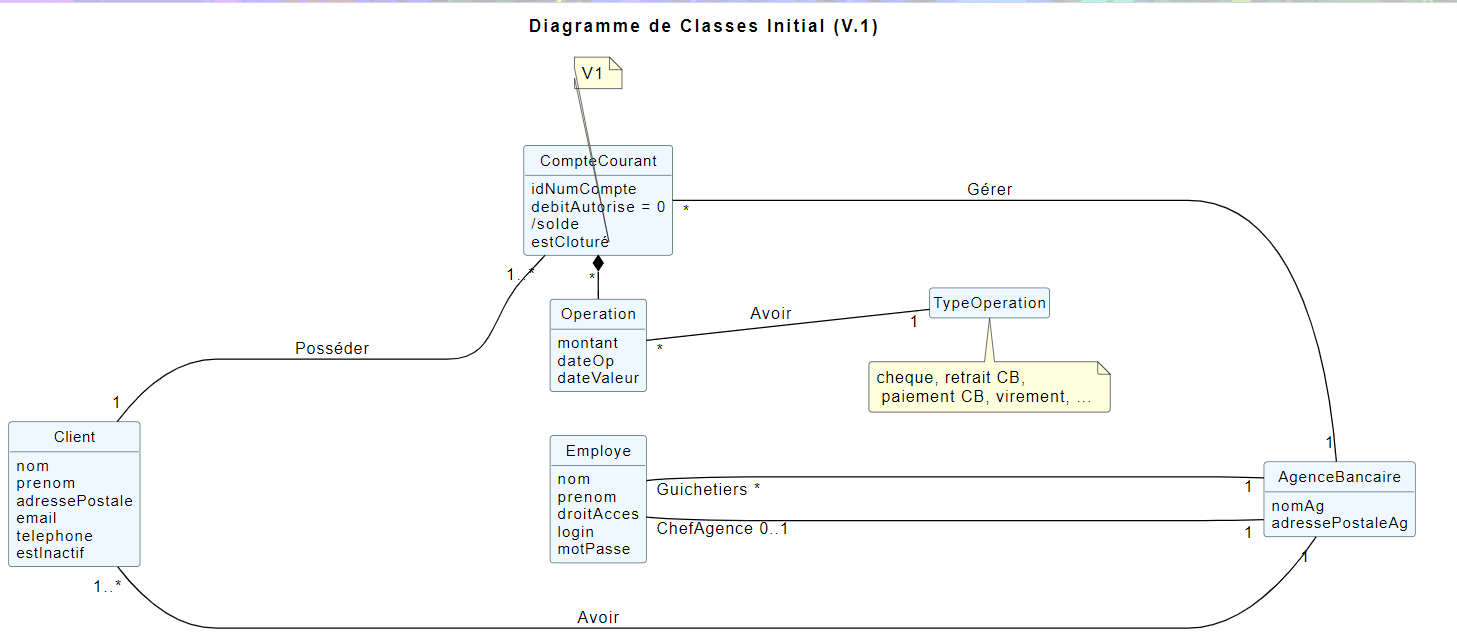 Diagramme de Classes Initial (V.1)
V1
CompteCourant
idNumCompte
debitAutorise = 0
/solde
estCloturé
*
Gérer
1..*
*
Operation
montant
dateOp
dateValeur
*
Avoir
1
TypeOperation
cheque, retrait CB,
paiement CB, virement, ...
Posséder
1
Client
nom
prenom
adressePostale
email
telephone
estInactif
1..*
Employe
nom
prenom
droitAcces
login
motPasse
Guichetiers *
1
ChefAgence 0..1
1
1
AgenceBancaire
nomAg
adressePostaleAg
1
Avoir